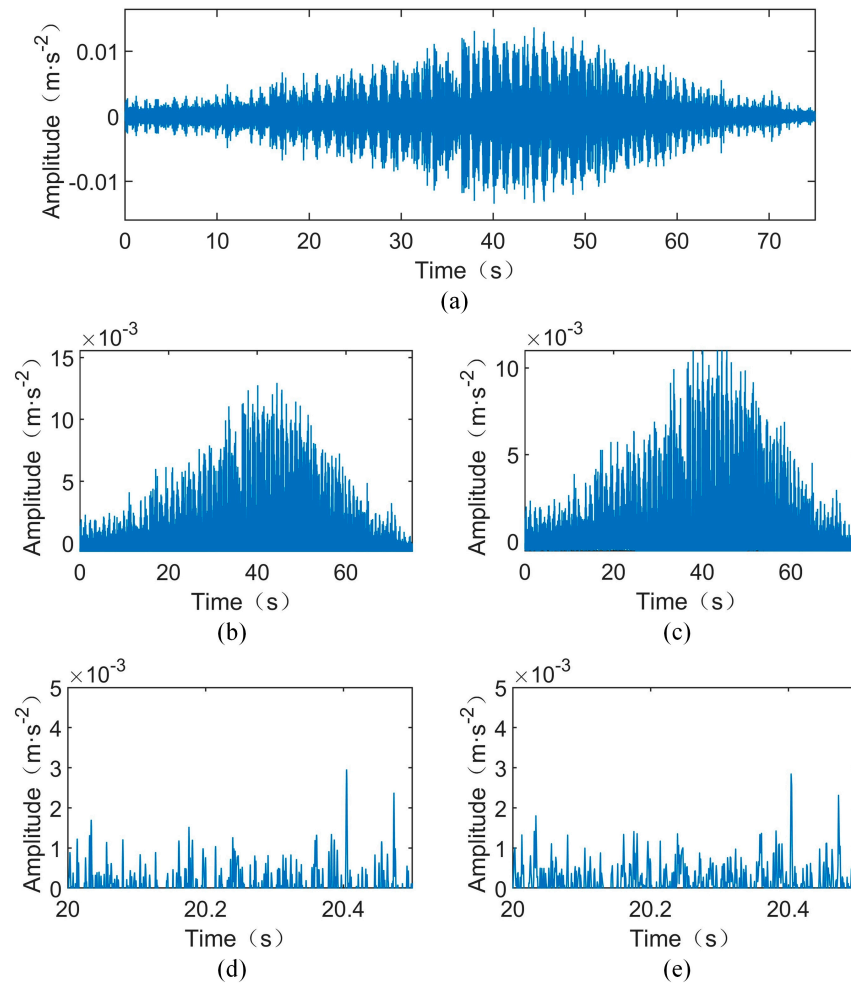 Amplitude（m·s⁻²）
0.01
0
-0.01
0 10 20 30 40 50 60 70
Time（s）
(a)
×10⁻³
Amplitude（m·s⁻²）
15
10
5
0
0 20 40 60
Time（s）
(b)
×10⁻³
Amplitude（m·s⁻²）
10
5
0
0 20 40 60
Time（s）
(c)
×10⁻³
Amplitude（m·s⁻²）
5
4
3
2
1
0
20 20.2 20.4
Time（s）
(d)
×10⁻³
Amplitude（m·s⁻²）
5
4
3
2
1
0
20 20.2 20.4
Time（s）
(e)